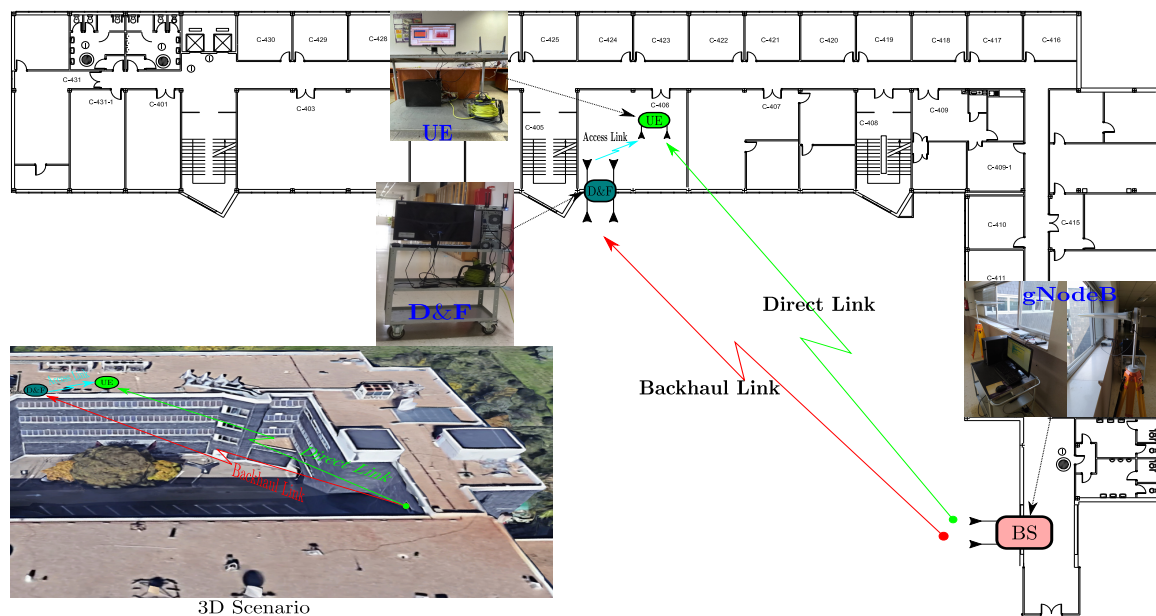 C-430
C-429
C-428
C-425
C-424
C-423
C-422
C-421
C-420
C-419
C-418
C-417
C-416
C-431
C-431-1
C-401
C-403
C-405
C-406
C-407
C-408
C-409
C-409-1
C-410
C-411
C-415
UE
UE
Access Link
D&F
D&F
gNodeB
Direct Link
Backhaul Link
BS
D&F
UE
Direct Link
Backhaul Link
3D Scenario